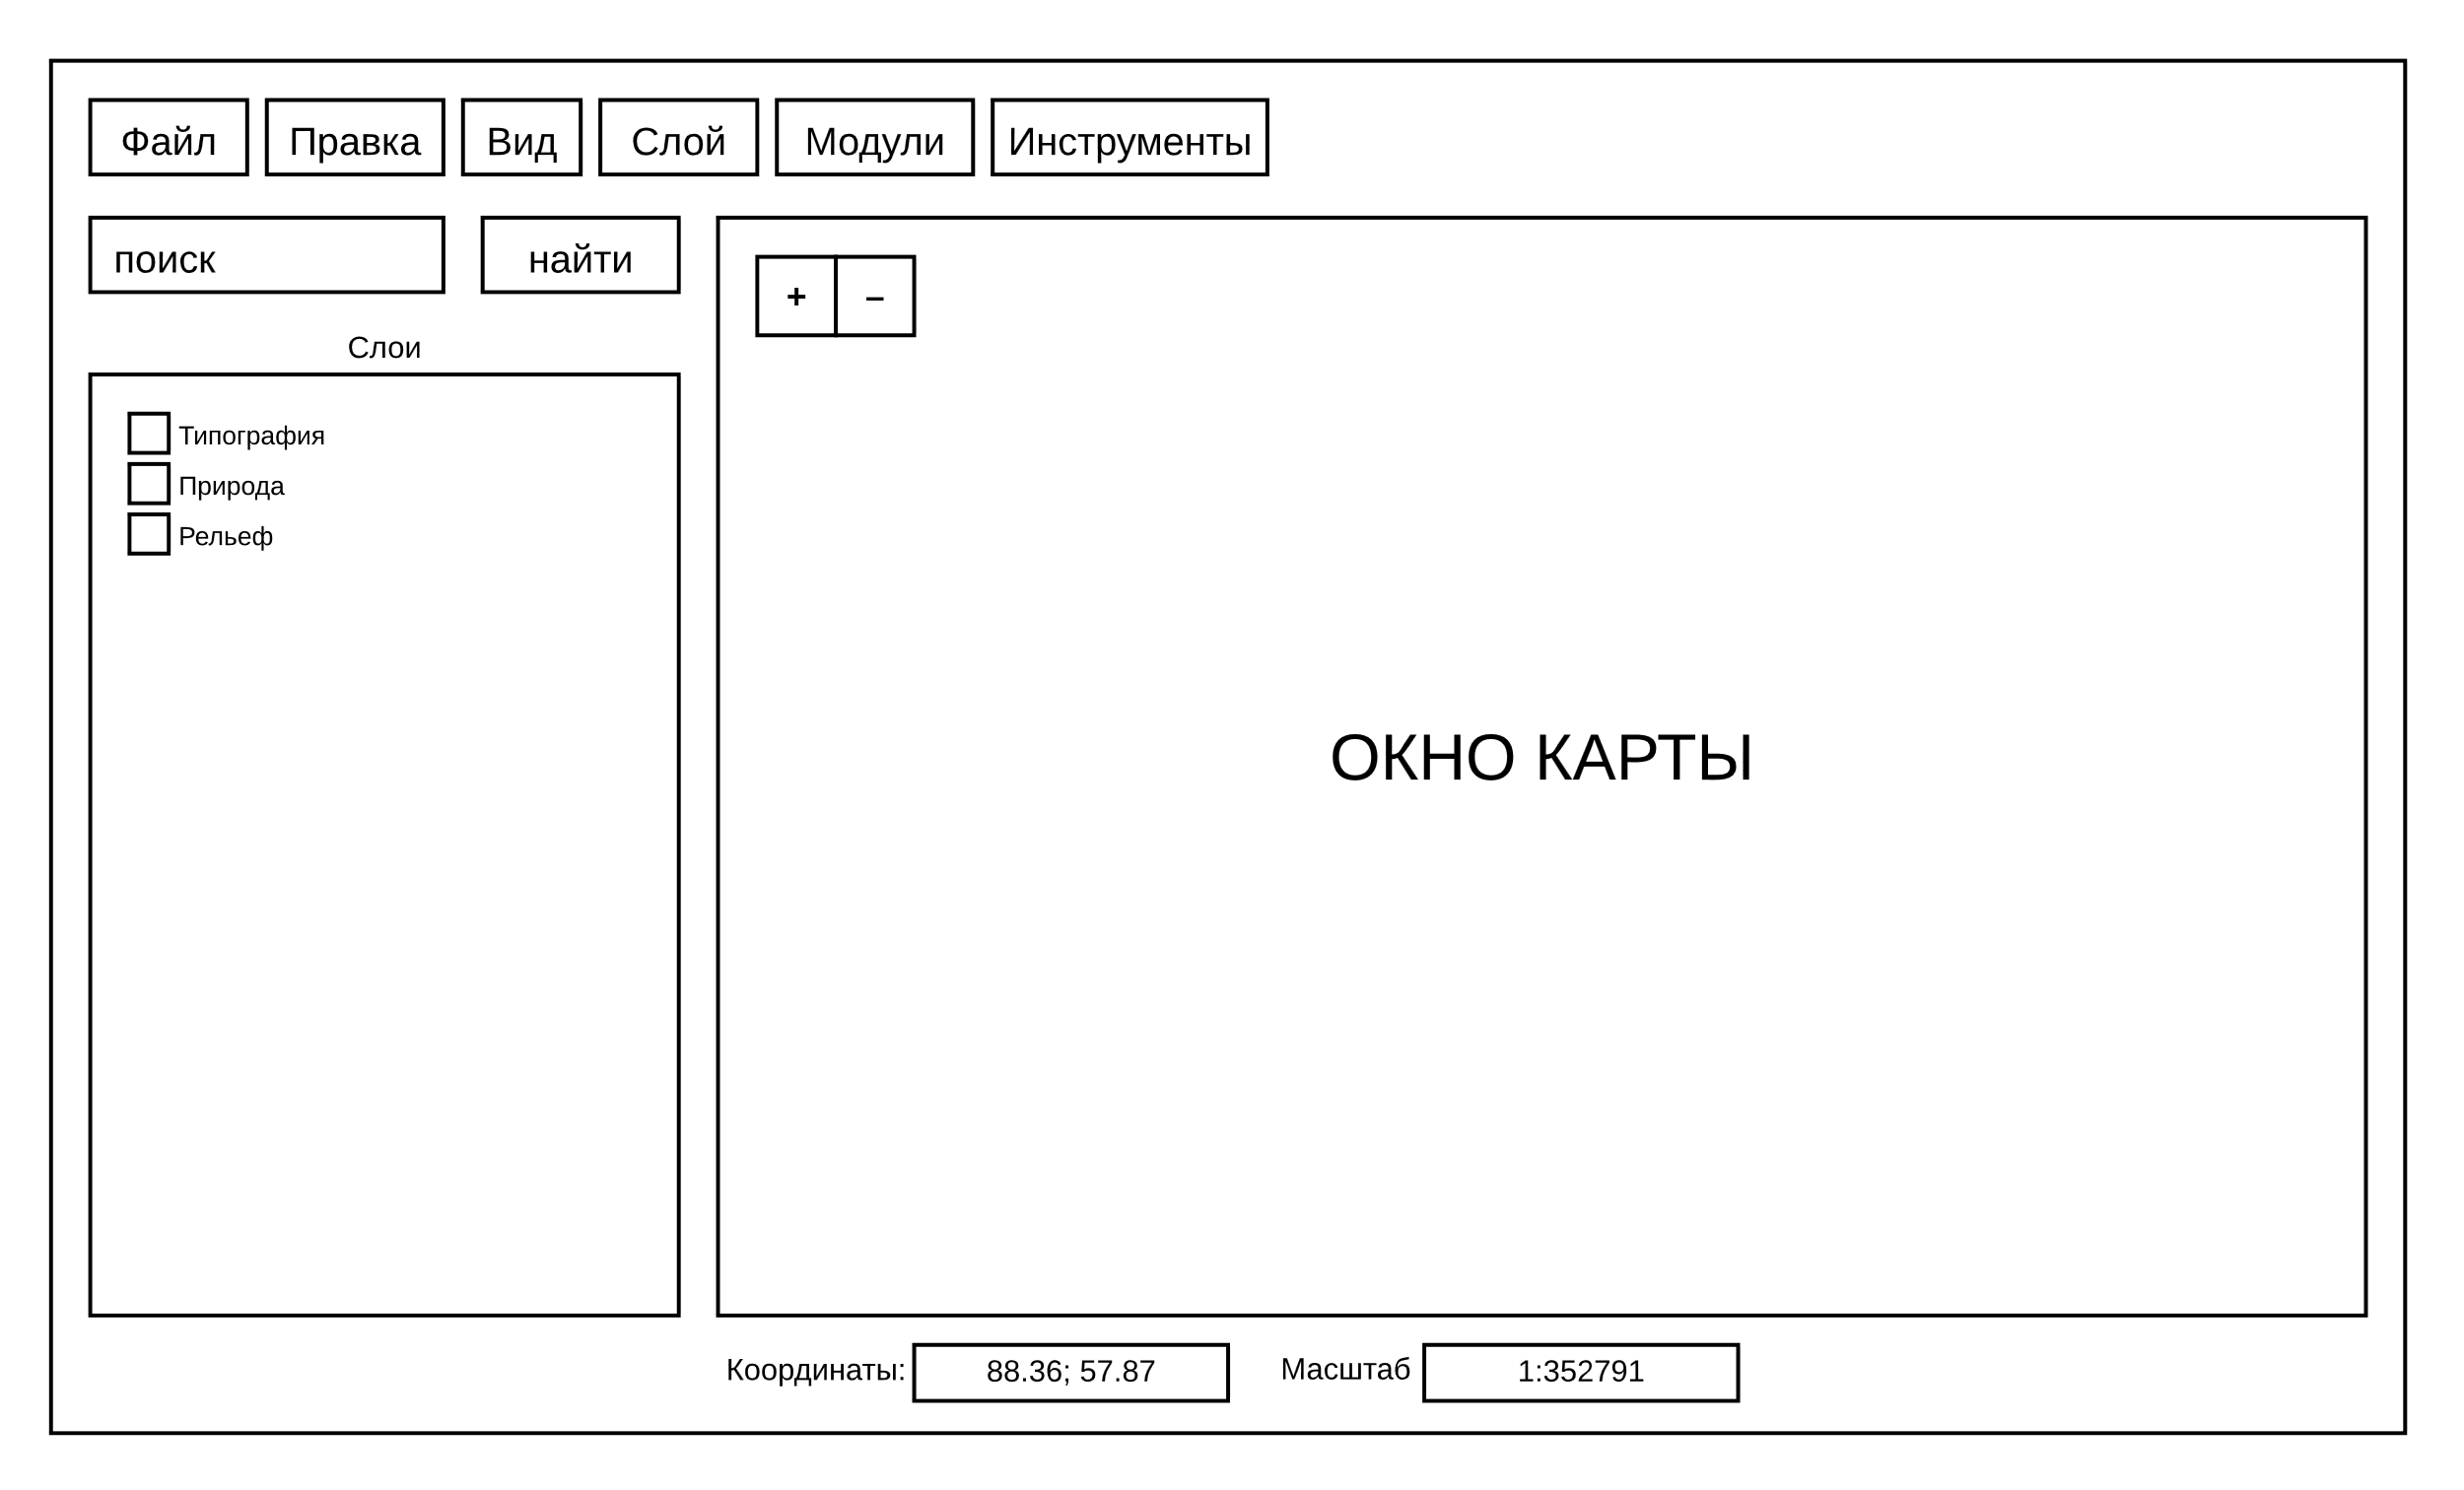 Файл Правка Вид Слой Модули Инструменты
поиск найти
+ –
Слои
Типография
Природа
Рельеф
ОКНО КАРТЫ
Координаты: 88.36; 57.87 Масштаб 1:352791